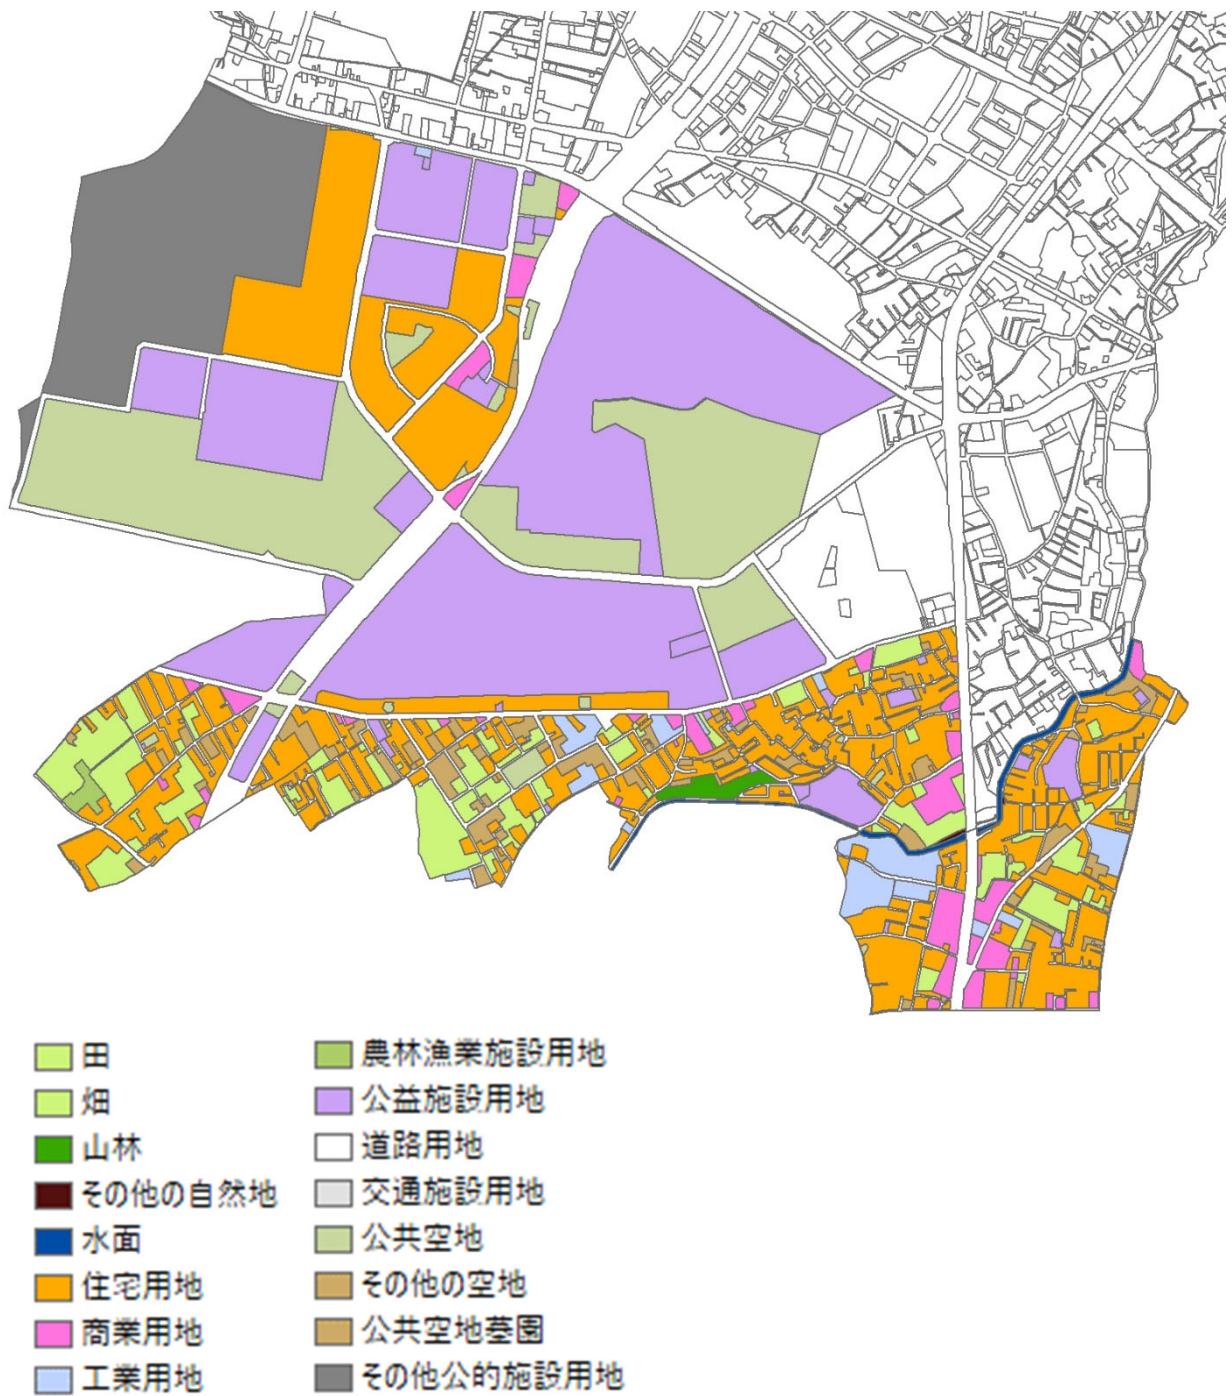 田
畑
山林
その他の自然地
水面
住宅用地
商業用地
工業用地
農林漁業施設用地
公益施設用地
道路用地
交通施設用地
公共空地
その他の空地
公共空地墓園
その他公的施設用地